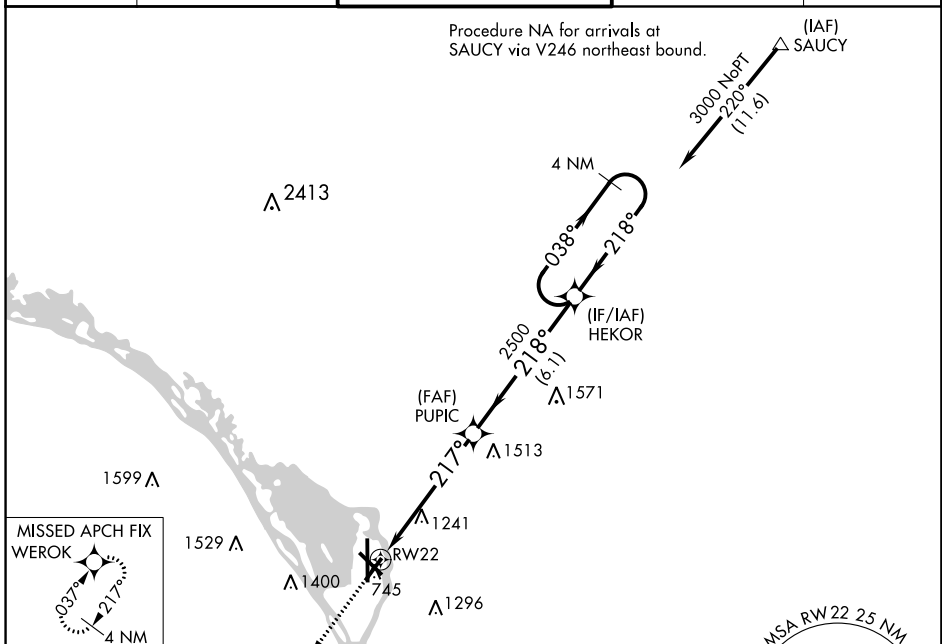 Procedure NA for arrivals at
SAUCY via V246 northeast bound.
(IAF)
SAUCY
3000 NoPT
220°
(11.6)
4 NM
2413
038°
218°
(IF/IAF)
HEKOR
2500
218°
(6.1)
1571
(FAF)
PUPIC
1513
217°
1599
1241
MISSED APCH FIX
WEROK
1529
RW22
037°
217°
4 NM
1400
745
1296
MSA RW 22 25 NM